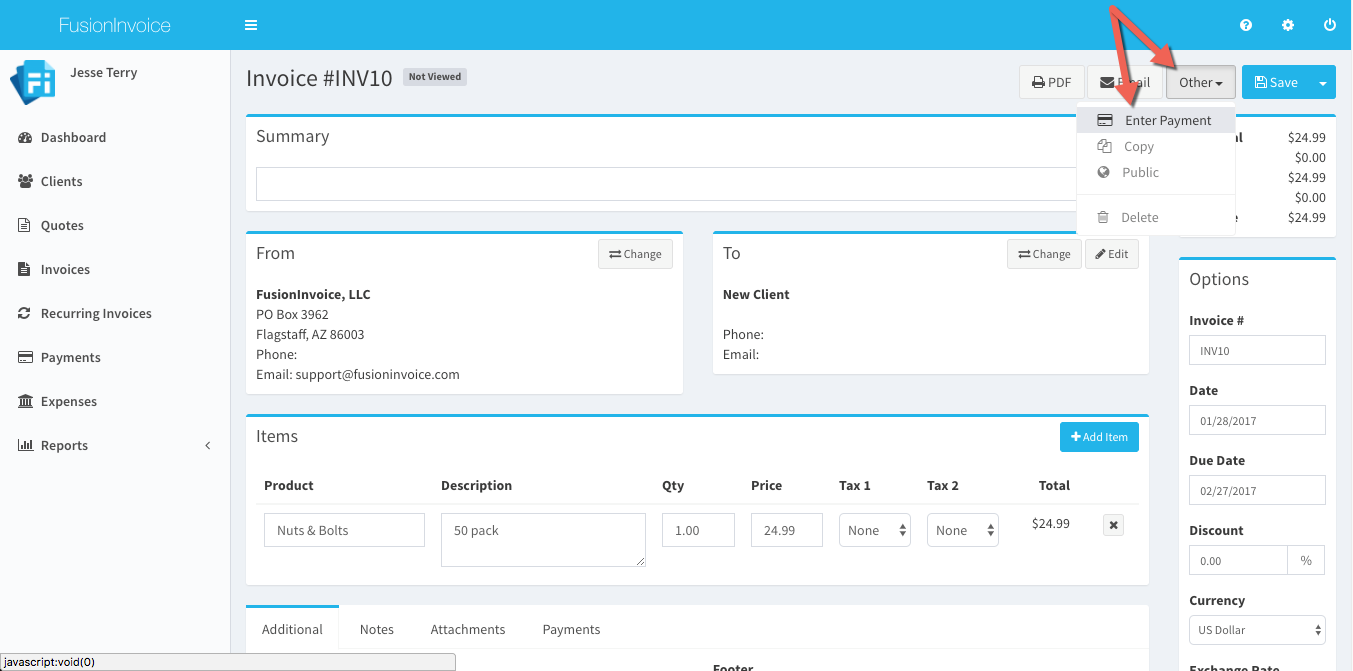 FusionInvoice
Fi
Jesse Terry
Dashboard
Clients
Quotes
Invoices
Recurring Invoices
Payments
Expenses
Reports
Invoice #INV10 Not Viewed
PDF
Other
Save
Enter Payment
Copy
Public
Delete
Summary
$24.99
$0.00
$24.99
$0.00
$24.99
From
Change
FusionInvoice, LLC
PO Box 3962
Flagstaff, AZ 86003
Phone:
Email: support@fusioninvoice.com
To
Change
Edit
New Client
Phone:
Email:
Items
Add Item
Product Description Qty Price Tax 1 Tax 2 Total
Nuts & Bolts 50 pack 1.00 24.99 None None $24.99
Additional Notes Attachments Payments
Footer
Options
Invoice #
INV10
Date
01/28/2017
Due Date
02/27/2017
Discount
0.00 %
Currency
US Dollar
Exchange Rate
javascript:void(0)